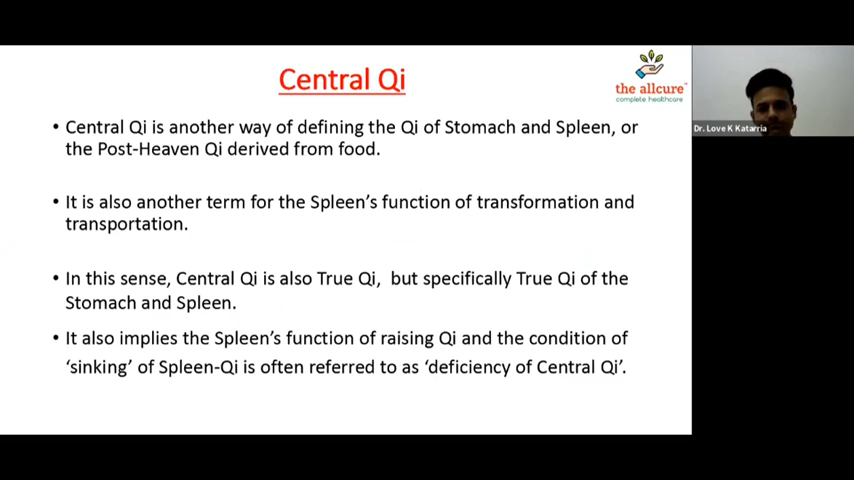 Central Qi
the allcure™
complete healthcare
• Central Qi is another way of defining the Qi of Stomach and Spleen, or
the Post-Heaven Qi derived from food.
• It is also another term for the Spleen’s function of transformation and
transportation.
• In this sense, Central Qi is also True Qi, but specifically True Qi of the
Stomach and Spleen.
• It also implies the Spleen’s function of raising Qi and the condition of
‘sinking’ of Spleen-Qi is often referred to as ‘deficiency of Central Qi’.
Dr. Love K Katarria